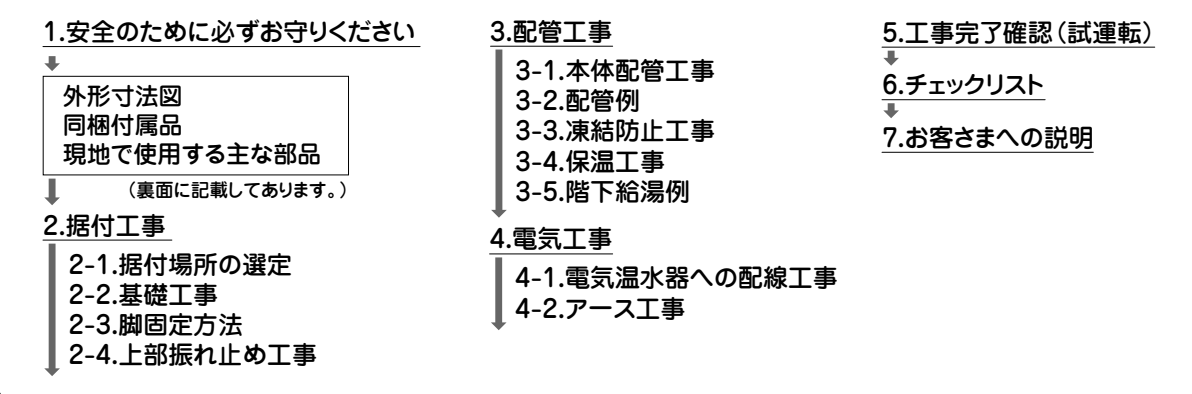 1.安全のために必ずお守りください
外形寸法図
同梱付属品
現地で使用する主な部品
（裏面に記載してあります。）
2.据付工事
2-1.据付場所の選定
2-2.基礎工事
2-3.脚固定方法
2-4.上部振れ止め工事
3.配管工事
3-1.本体配管工事
3-2.配管例
3-3.凍結防止工事
3-4.保温工事
3-5.階下給湯例
4.電気工事
4-1.電気温水器への配線工事
4-2.アース工事
5.工事完了確認（試運転）
6.チェックリスト
7.お客さまへの説明